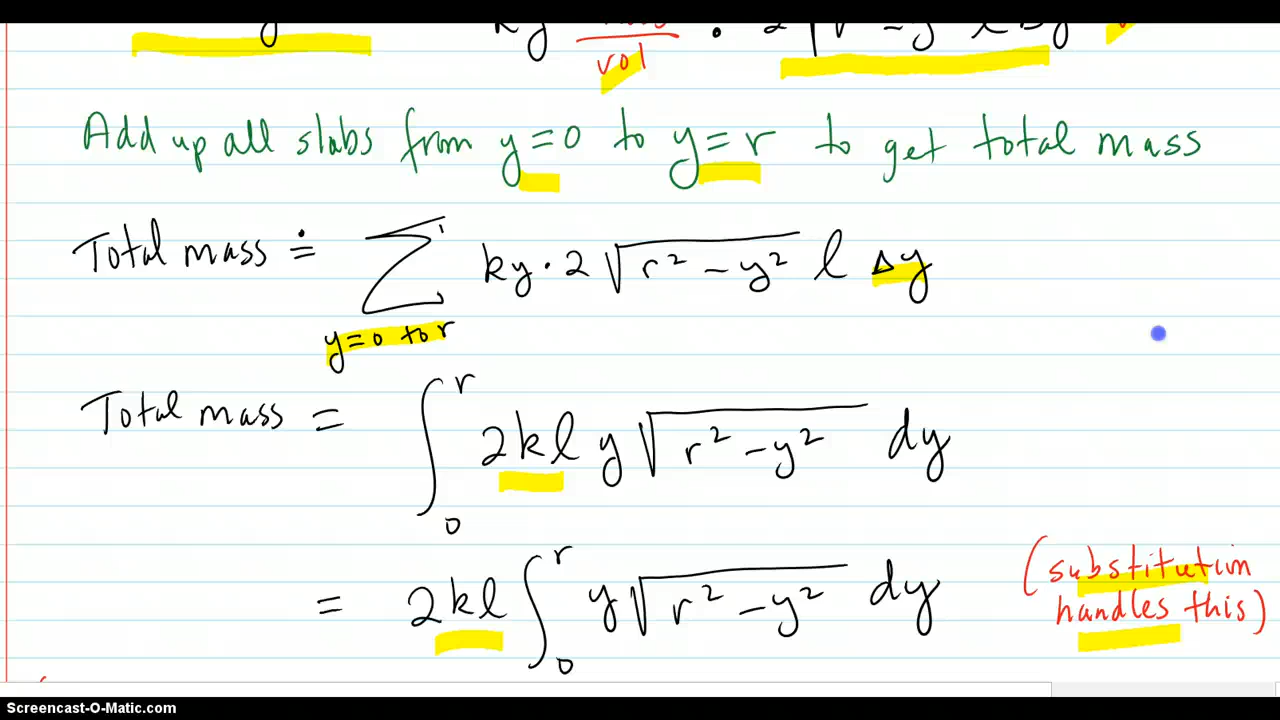 ky /vol · 2
Add up all slabs from y=0 to y=r to get total mass
Total mass ≐ ∑ ky·2√(r² − y²) l Δy
y=0 to r
Total mass = ∫₀ʳ 2kl y√(r² − y²) dy
= 2kl ∫₀ʳ y√(r² − y²) dy
(substitution
handles this)
Screencast-O-Matic.com